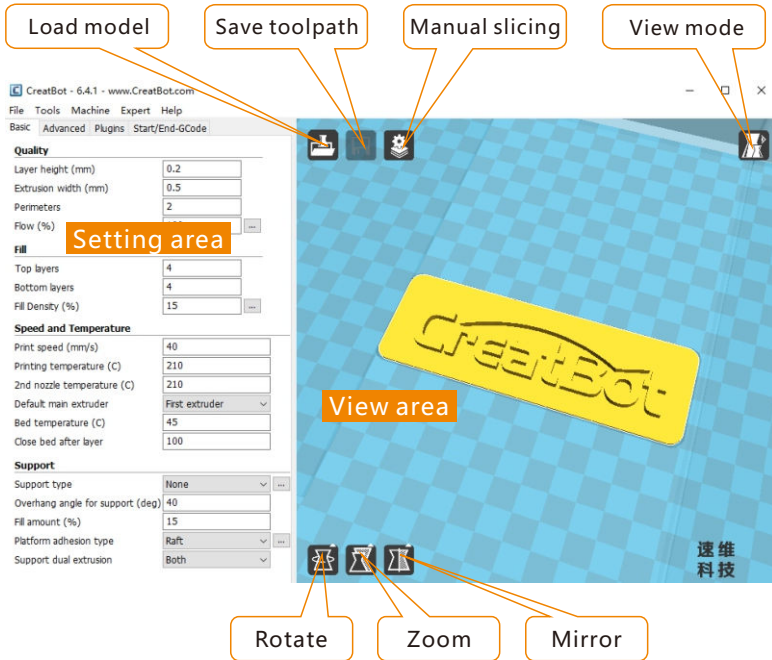 Load model
Save toolpath
Manual slicing
View mode
CreatBot - 6.4.1 - www.CreatBot.com
File Tools Machine Expert Help
Basic Advanced Plugins Start/End-GCode
Quality
Layer height (mm) 0.2
Extrusion width (mm) 0.5
Perimeters 2
Flow (%) ...
Setting area
Fill
Top layers 4
Bottom layers 4
Fill Density (%) 15 ...
Speed and Temperature
Print speed (mm/s) 40
Printing temperature (C) 210
2nd nozzle temperature (C) 210
Default main extruder First extruder
Bed temperature (C) 45
Close bed after layer 100
Support
Support type None ...
Overhang angle for support (deg) 40
Fill amount (%) 15
Platform adhesion type Raft ...
Support dual extrusion Both
CreatBot
View area
速维
科技
Rotate
Zoom
Mirror